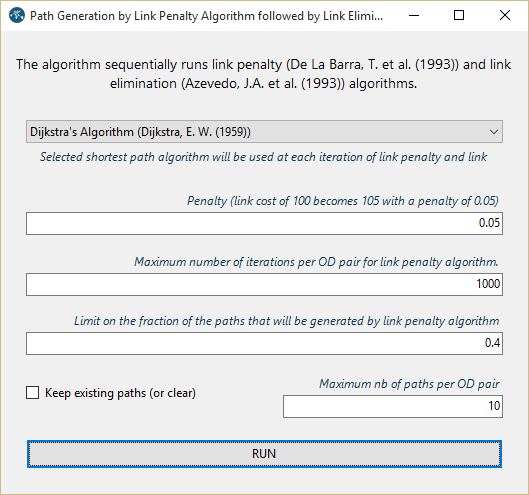 Path Generation by Link Penalty Algorithm followed by Link Elimi...
The algorithm sequentially runs link penalty (De La Barra, T. et al. (1993)) and link
elimination (Azevedo, J.A. et al. (1993)) algorithms.
Dijkstra's Algorithm (Dijkstra, E. W. (1959))
Selected shortest path algorithm will be used at each iteration of link penalty and link
Penalty (link cost of 100 becomes 105 with a penalty of 0.05)
0.05
Maximum number of iterations per OD pair for link penalty algorithm.
1000
Limit on the fraction of the paths that will be generated by link penalty algorithm
0.4
Maximum nb of paths per OD pair
Keep existing paths (or clear)
10
RUN